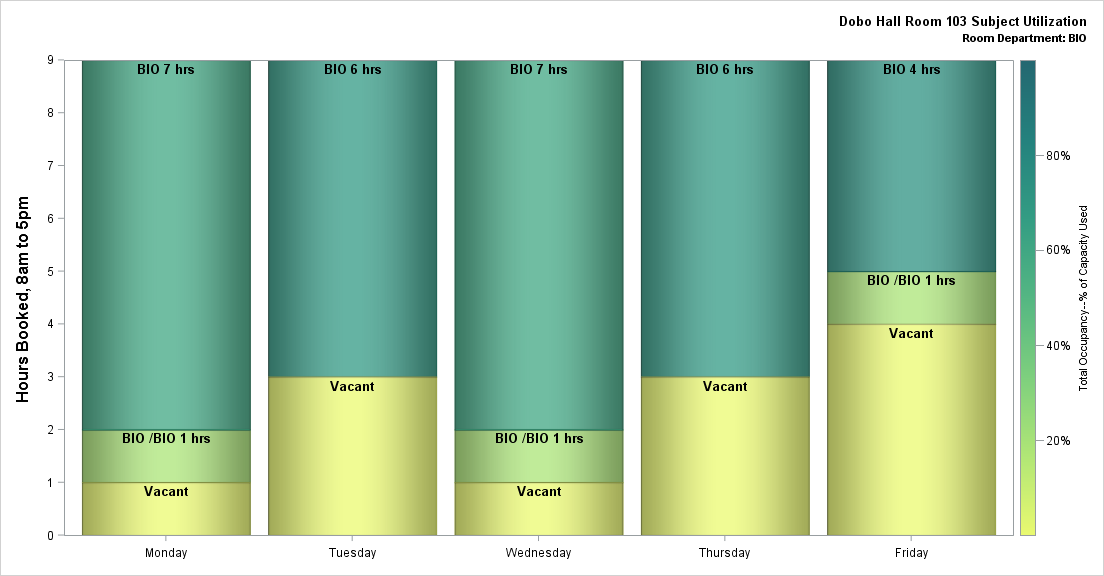 Dobo Hall Room 103 Subject Utilization
Room Department: BIO
Hours Booked, 8am to 5pm
9
8
7
6
5
4
3
2
1
0
BIO 7 hrs
BIO /BIO 1 hrs
Vacant
BIO 6 hrs
Vacant
BIO 7 hrs
BIO /BIO 1 hrs
Vacant
BIO 6 hrs
Vacant
BIO 4 hrs
BIO /BIO 1 hrs
Vacant
Monday
Tuesday
Wednesday
Thursday
Friday
80%
60%
40%
20%
Total Occupancy--% of Capacity Used